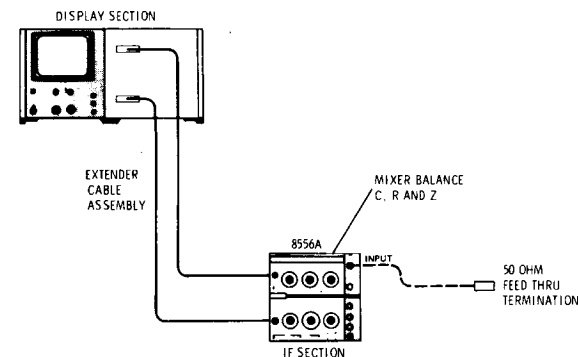 DISPLAY SECTION
EXTENDER
CABLE
ASSEMBLY
MIXER BALANCE
C, R AND Z
8556A
INPUT
50 OHM
FEED THRU
TERMINATION
IF SECTION